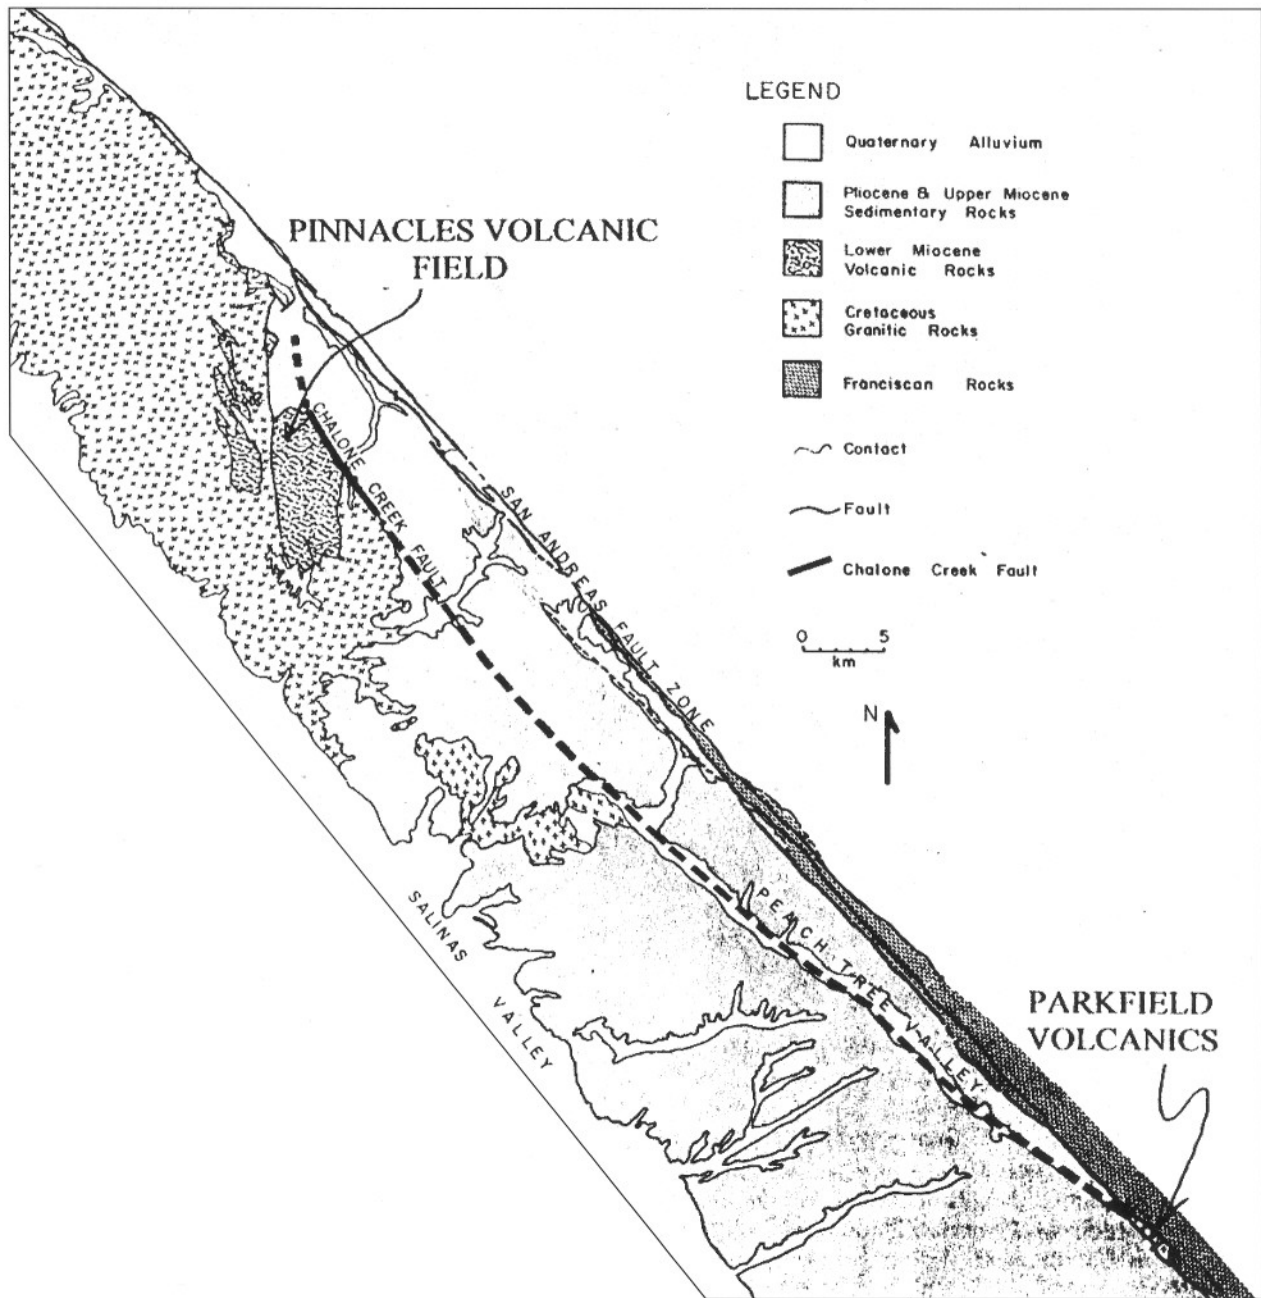 LEGEND
Quaternary Alluvium
Pliocene & Upper Miocene
Sedimentary Rocks
Lower Miocene
Volcanic Rocks
Cretaceous
Granitic Rocks
Franciscan Rocks
Contact
Fault
Chalone Creek Fault
0 5
km
N
PINNACLES VOLCANIC
FIELD
CHALONE CREEK FAULT
SAN ANDREAS FAULT ZONE
SALINAS VALLEY
PEACH TREE VALLEY
PARKFIELD
VOLCANICS